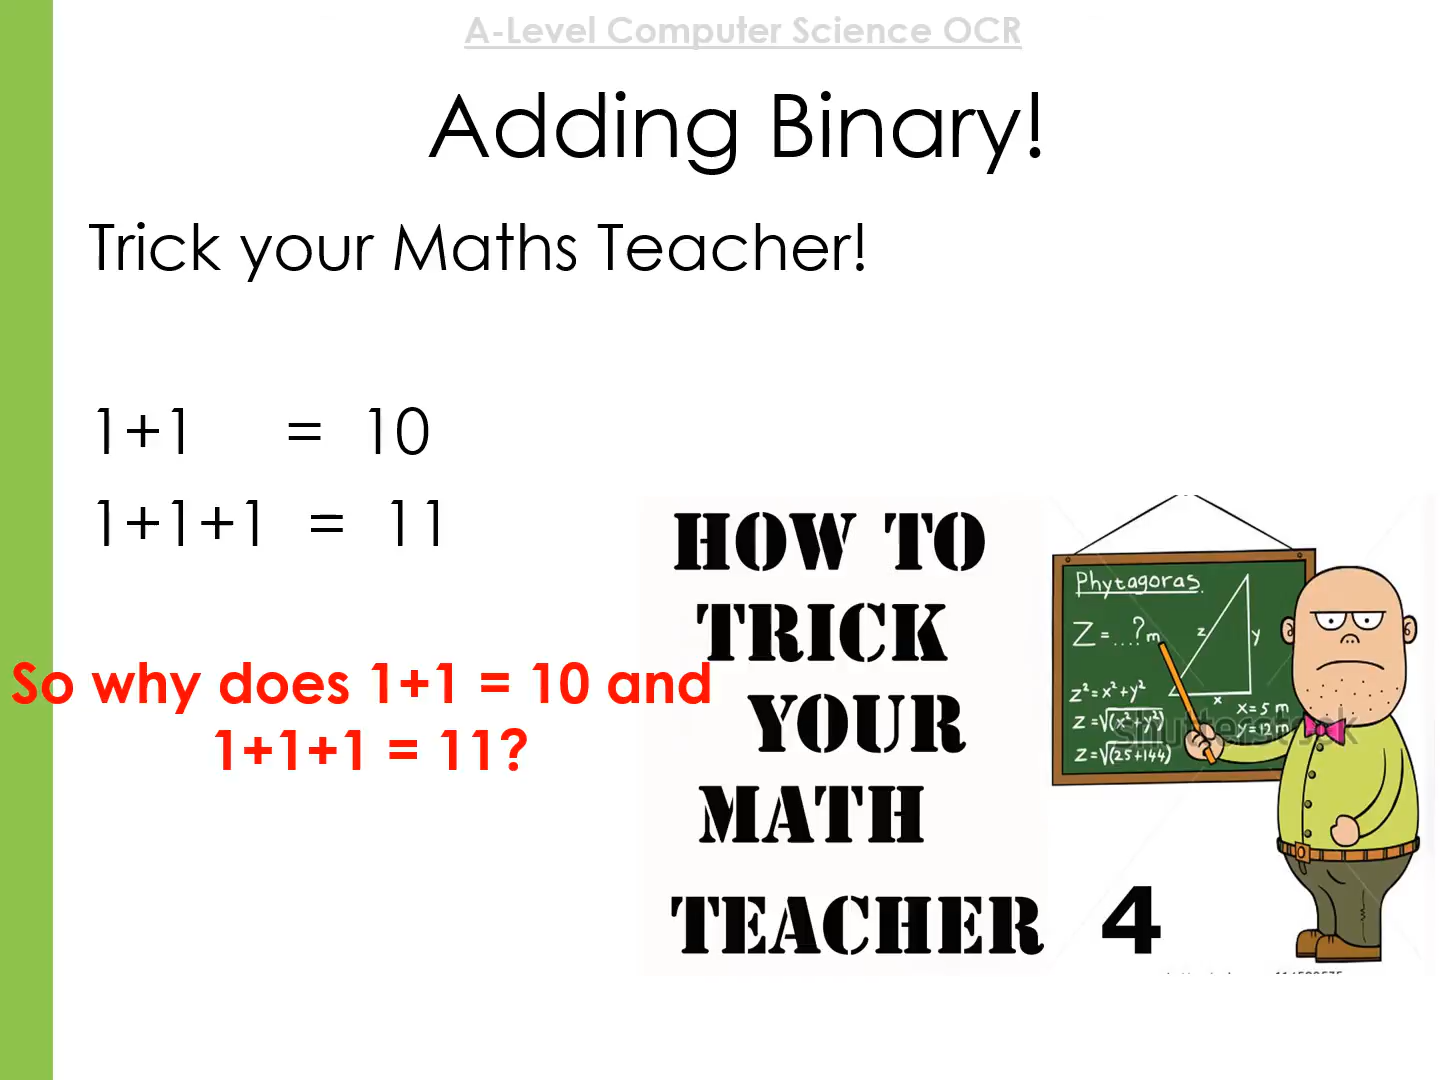 A-Level Computer Science OCR
Adding Binary!
Trick your Maths Teacher!
1+1 = 10
1+1+1 = 11
So why does 1+1 = 10 and
1+1+1 = 11?
HOW TO
TRICK
YOUR
MATH
TEACHER 4
Phytagoras
Z = ....? m
z
y
x
z² = x² + y²
z = √(x² + y²)
z = √(25 + 144)
x = 5 m
y = 12 m
shutterstock